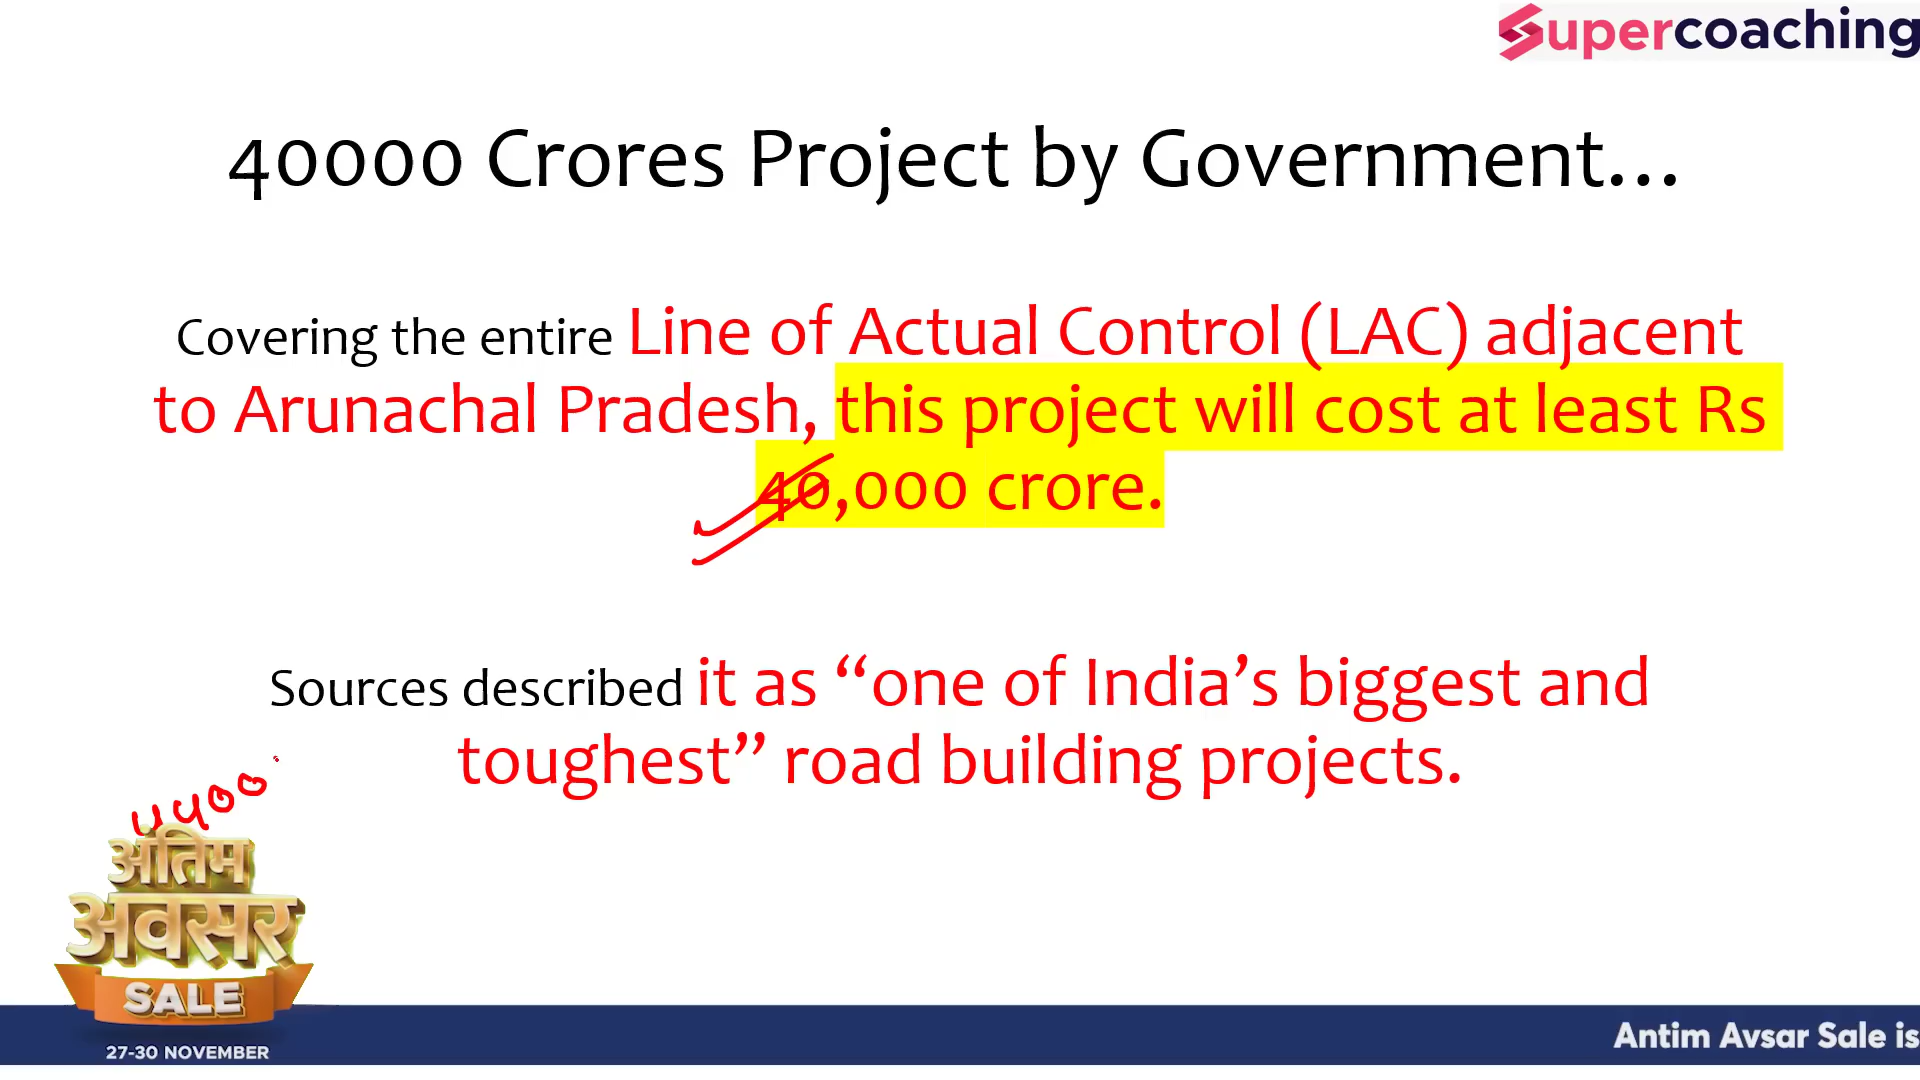 Supercoaching
40000 Crores Project by Government...
Covering the entire Line of Actual Control (LAC) adjacent
to Arunachal Pradesh, this project will cost at least Rs
40,000 crore.
Sources described it as “one of India’s biggest and
toughest” road building projects.
अंतिम
अवसर
SALE
27-30 NOVEMBER
Antim Avsar Sale is